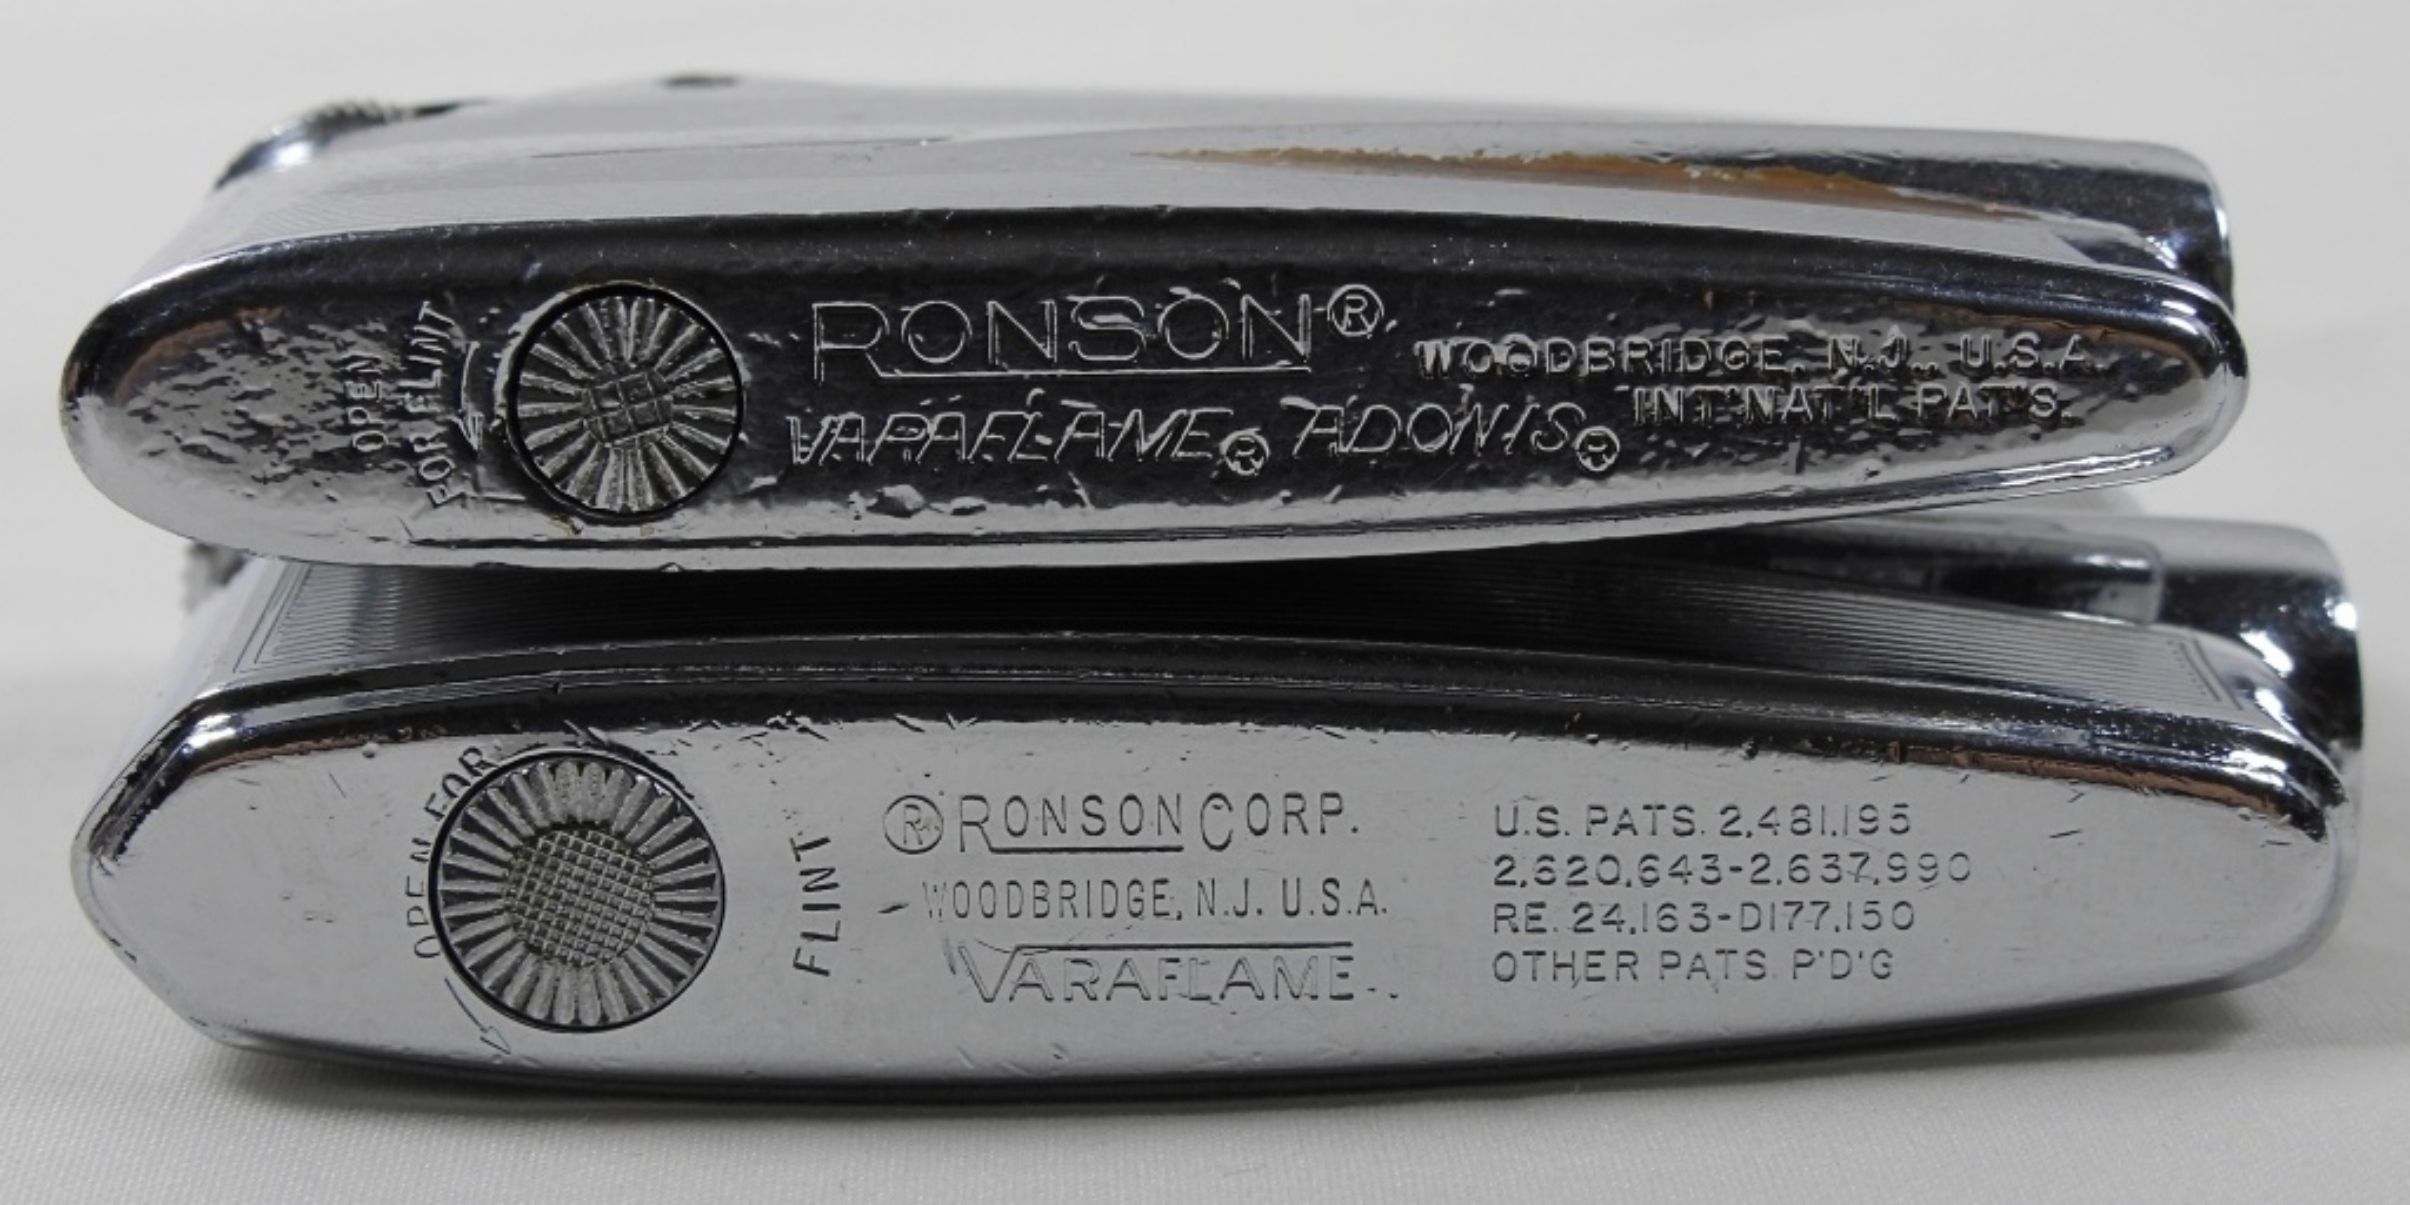 OPEN
FOR FLINT
RONSON®
VARAFLAME® ADONIS®
WOODBRIDGE, N.J., U.S.A.
INT'NAT'L PAT'S.
OPEN FOR
FLINT
® RONSON CORP.
WOODBRIDGE, N.J. U.S.A.
VARAFLAME
U.S. PATS. 2,481,195
2,620,643-2,637,990
RE. 24,163-D177,150
OTHER PATS. P'D'G